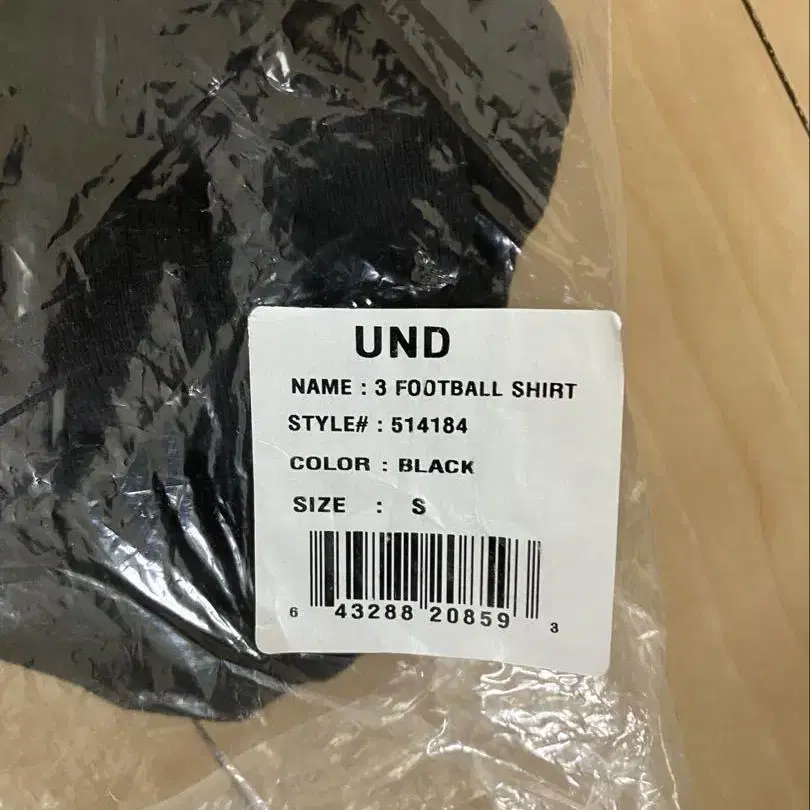 UND
NAME : 3 FOOTBALL SHIRT
STYLE# : 514184
COLOR : BLACK
SIZE : S
6 43288 20859 3